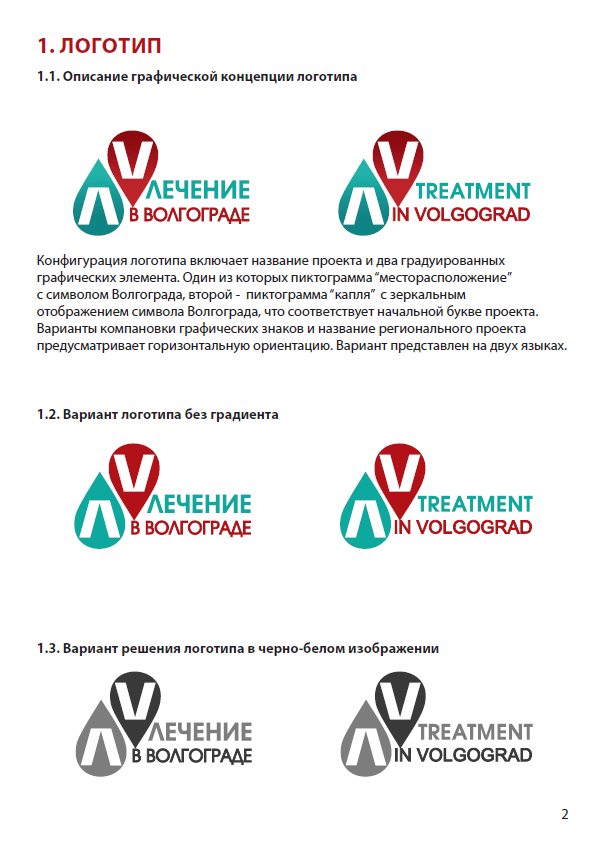 1. ЛОГОТИП
1.1. Описание графической концепции логотипа
V V
Λ ЛЕЧЕНИЕ Λ TREATMENT
В ВОЛГОГРАДЕ IN VOLGOGRAD
Конфигурация логотипа включает название проекта и два градуированных
графических элемента. Один из которых пиктограмма “месторасположение”
с символом Волгограда, второй - пиктограмма “капля” с зеркальным
отображением символа Волгограда, что соответствует начальной букве проекта.
Варианты компановки графических знаков и название регионального проекта
предусматривает горизонтальную ориентацию. Вариант представлен на двух языках.
1.2. Вариант логотипа без градиента
V V
Λ ЛЕЧЕНИЕ Λ TREATMENT
В ВОЛГОГРАДЕ IN VOLGOGRAD
1.3. Вариант решения логотипа в черно-белом изображении
V V
Λ ЛЕЧЕНИЕ Λ TREATMENT
В ВОЛГОГРАДЕ IN VOLGOGRAD
2